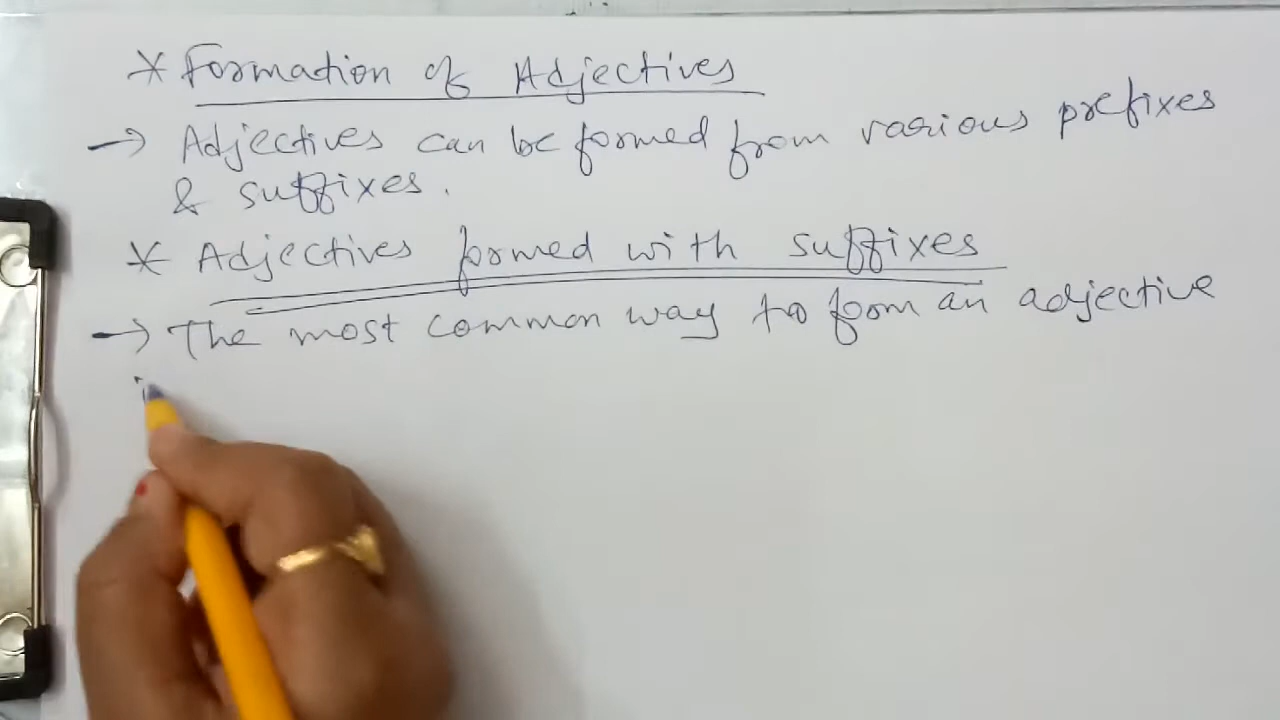 * Formation of Adjectives
→ Adjectives can be formed from various prefixes
& suffixes.
* Adjectives formed with suffixes
→ The most common way to form an adjective